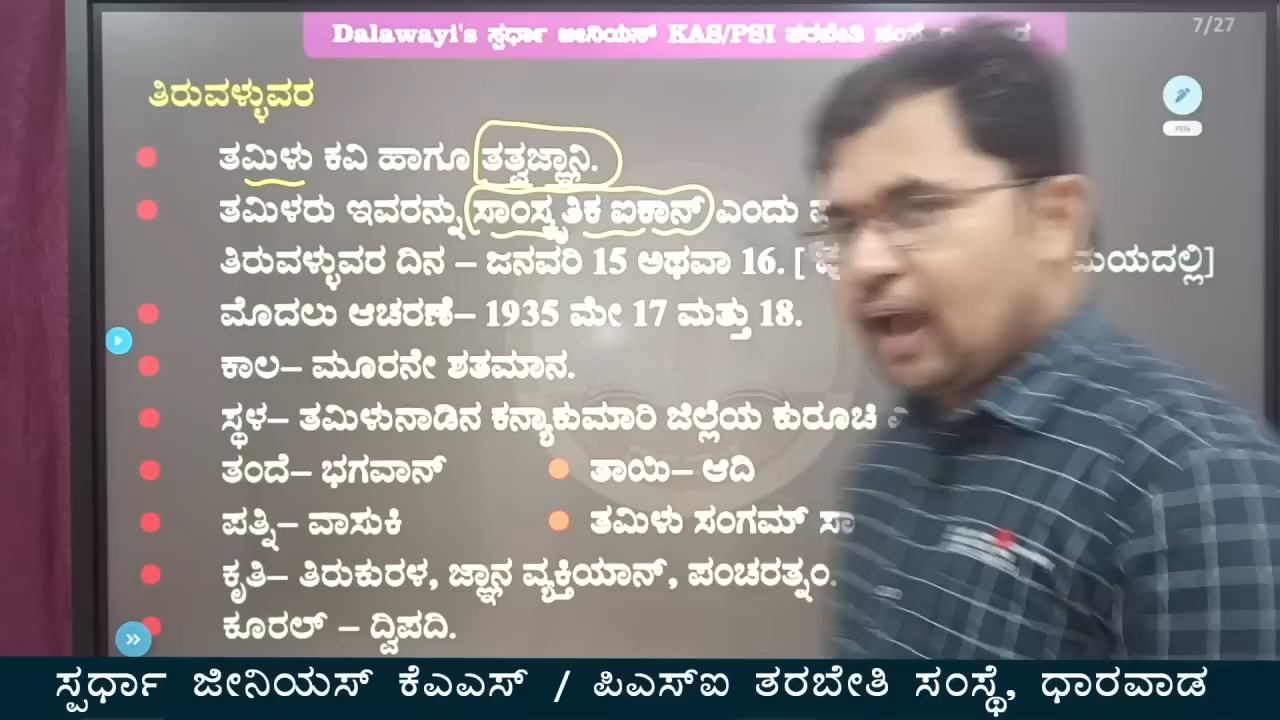 Dalawayi's ಸ್ಪರ್ಧಾ ಜೀನಿಯಸ್ KAS/PSI ತರಬೇತಿ
7/27
ತಿರುವಳ್ಳುವರ
PEN
ತಮಿಳು ಕವಿ ಹಾಗೂ ತತ್ವಜ್ಞಾನಿ.
ತಮಿಳರು ಇವರನ್ನು ಸಾಂಸ್ಕೃತಿಕ ಐಕಾನ್ ಎಂದು
ತಿರುವಳ್ಳುವರ ದಿನ – ಜನವರಿ 15 ಅಥವಾ 16. [
ಮೊದಲು ಆಚರಣೆ– 1935 ಮೇ 17 ಮತ್ತು 18.
ಕಾಲ– ಮೂರನೇ ಶತಮಾನ.
ಸ್ಥಳ– ತಮಿಳುನಾಡಿನ ಕನ್ಯಾಕುಮಾರಿ ಜಿಲ್ಲೆಯ ಕುರೂಚಿ
ತಂದೆ– ಭಗವಾನ್ ತಾಯಿ– ಆದಿ
ಪತ್ನಿ– ವಾಸುಕಿ ತಮಿಳು ಸಂಗಮ್
ಕೃತಿ– ತಿರುಕುರಳ, ಜ್ಞಾನ ವ್ಯಕ್ತಿಯಾನ್, ಪಂಚರತ್ನಂ.
ಕೂರಲ್ – ದ್ವಿಪದಿ.
ಸ್ಪರ್ಧಾ ಜೀನಿಯಸ್ ಕೆಎಎಸ್ / ಪಿಎಸ್ಐ ತರಬೇತಿ ಸಂಸ್ಥೆ, ಧಾರವಾಡ